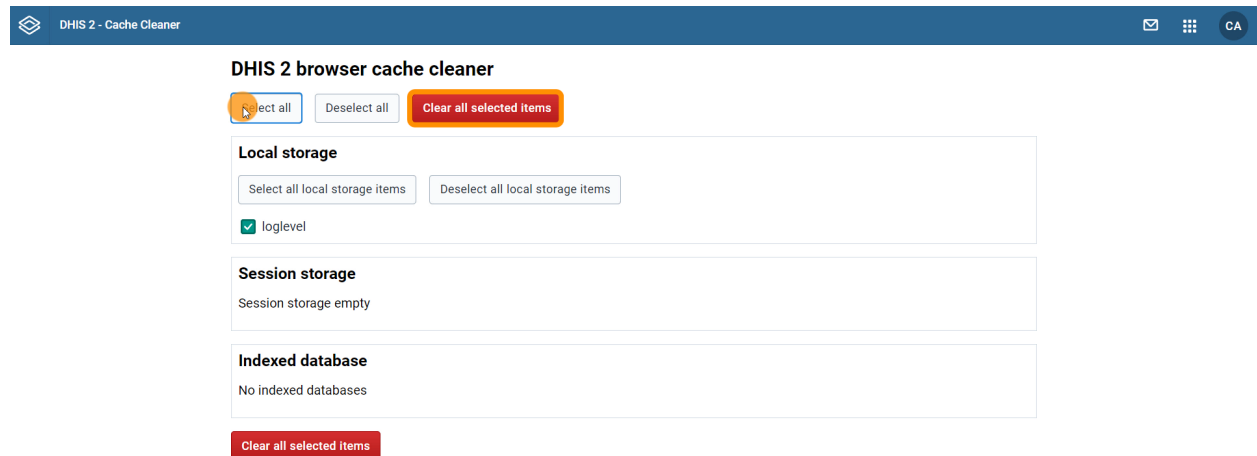 DHIS 2 - Cache Cleaner CA
DHIS 2 browser cache cleaner
Select all Deselect all Clear all selected items
Local storage
Select all local storage items Deselect all local storage items
loglevel
Session storage
Session storage empty
Indexed database
No indexed databases
Clear all selected items